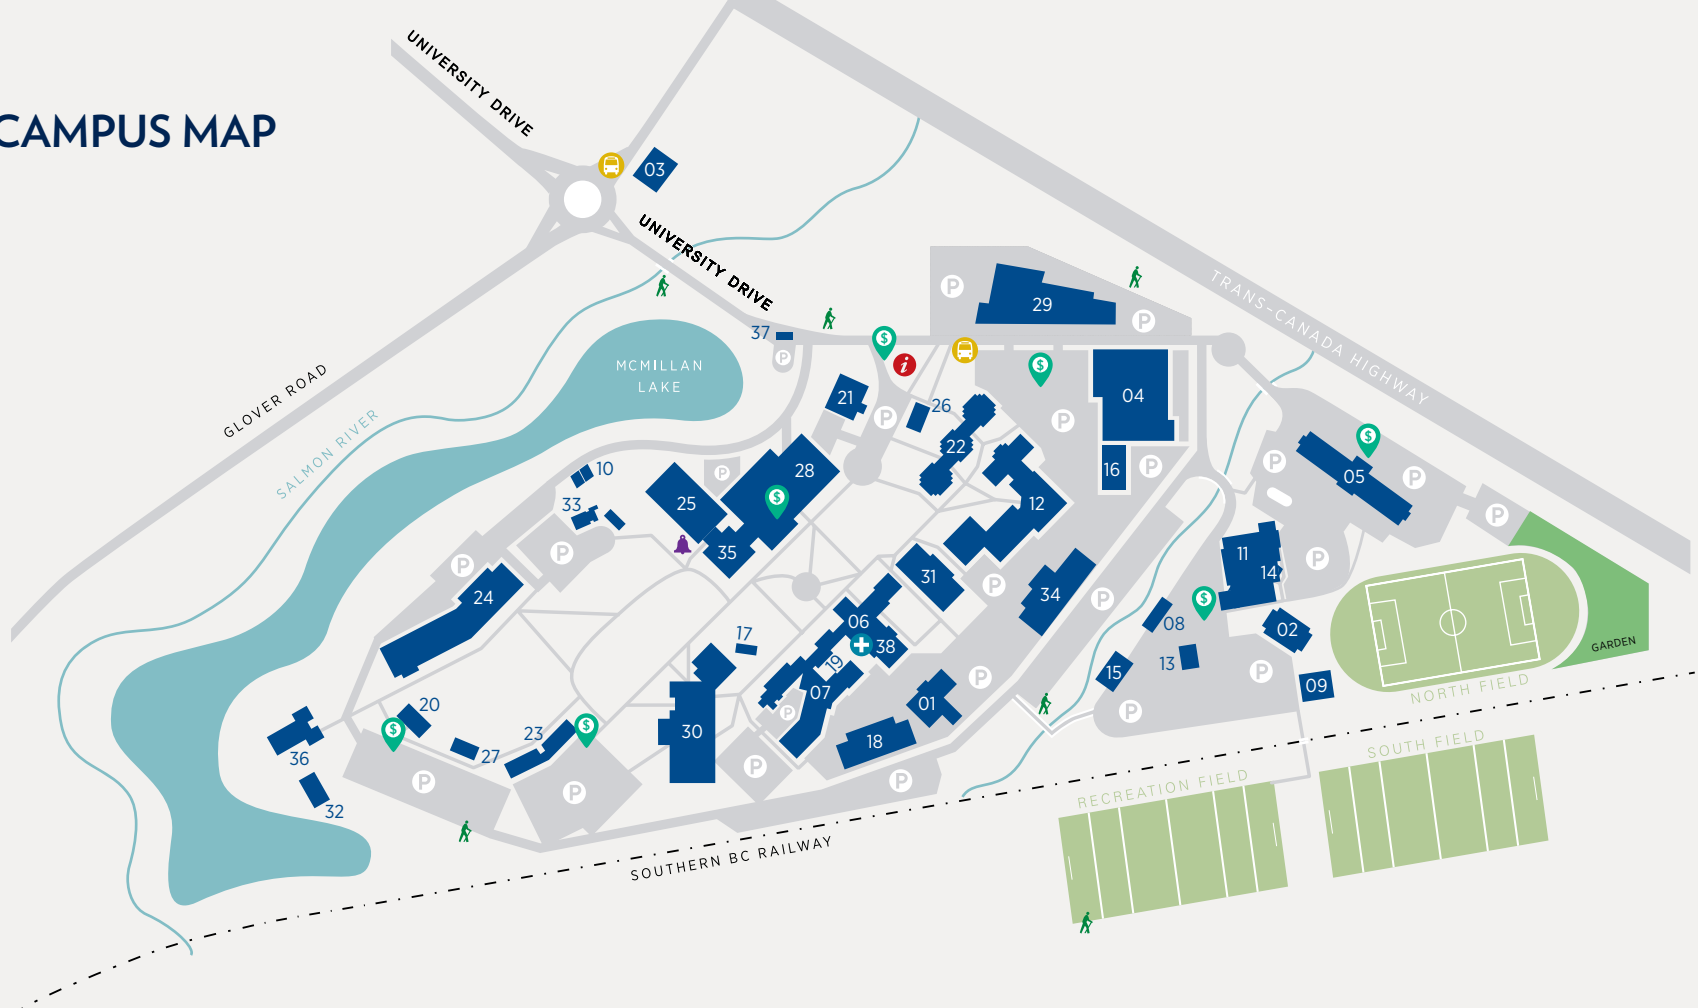 UNIVERSITY DRIVE
CAMPUS MAP
03
UNIVERSITY DRIVE
TRANS-CANADA HIGHWAY
P
29
P
37
$
i
P
MCMILLAN
LAKE
$
GLOVER ROAD
21
26
04
P
P
SALMON RIVER
22
$
10
28
P
16
P
P
05
P
25
$
12
33
P
35
P
P
11
14
P
24
31
P
34
P
$
06
08
02
17
38
19
13
15
P
09
GARDEN
07
P
01
P
NORTH FIELD
20
$
23
$
30
P
18
P
36
27
SOUTH FIELD
P
P
P
P
32
RECREATION FIELD
SOUTHERN BC RAILWAY